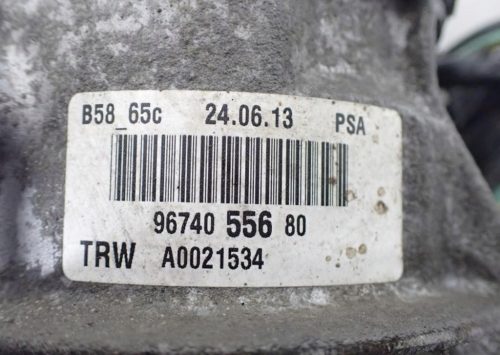 B58_65c 24.06.13 PSA
96740 556 80
TRW A0021534